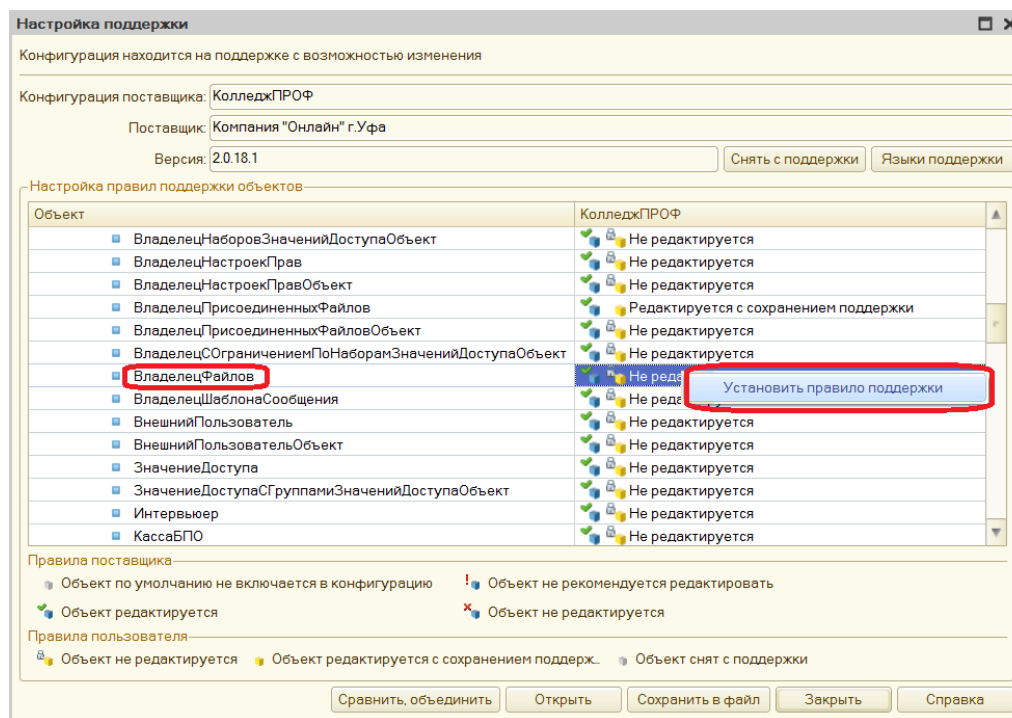 Настройка поддержки
Конфигурация находится на поддержке с возможностью изменения
Конфигурация поставщика: КолледжПРОФ
Поставщик: Компания "Онлайн" г.Уфа
Версия: 2.0.18.1 Снять с поддержки Языки поддержки
Настройка правил поддержки объектов
Объект КолледжПРОФ
ВладелецНаборовЗначенийДоступаОбъект Не редактируется
ВладелецНастроекПрав Не редактируется
ВладелецНастроекПравОбъект Не редактируется
ВладелецПрисоединенныхФайлов Редактируется с сохранением поддержки
ВладелецПрисоединенныхФайловОбъект Не редактируется
ВладелецСОграничениемПоНаборамЗначенийДоступаОбъект Не редактируется
ВладелецФайлов Не реда Установить правило поддержки
ВладелецШаблонаСообщения Не реда
ВнешнийПользователь Не редактируется
ВнешнийПользовательОбъект Не редактируется
ЗначениеДоступа Не редактируется
ЗначениеДоступаСГруппамиЗначенийДоступаОбъект Не редактируется
Интервьюер Не редактируется
КассаБПО Не редактируется
Правила поставщика
Объект по умолчанию не включается в конфигурацию Объект не рекомендуется редактировать
Объект редактируется Объект не редактируется
Правила пользователя
Объект не редактируется Объект редактируется с сохранением поддерж... Объект снят с поддержки
Сравнить, объединить Открыть Сохранить в файл Закрыть Справка